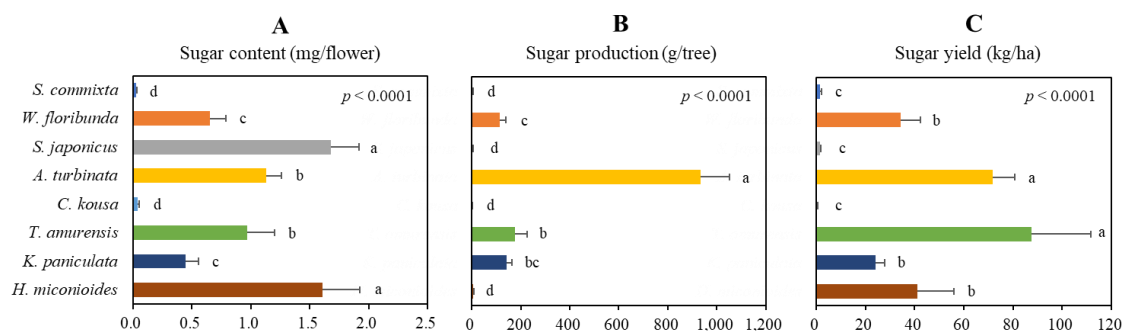 A
B
C
Sugar content (mg/flower)
Sugar production (g/tree)
Sugar yield (kg/ha)
S. commixta
d
p < 0.0001
d
c
p < 0.0001
W. floribunda
c
c
b
S. japonicus
a
d
c
A. turbinata
b
a
a
C. kousa
d
d
c
T. amurensis
b
b
a
K. paniculata
c
bc
b
H. miconioides
a
d
b
0.0 0.5 1.0 1.5 2.0 2.5
0 200 400 600 800 1,000 1,200
0 20 40 60 80 100 120